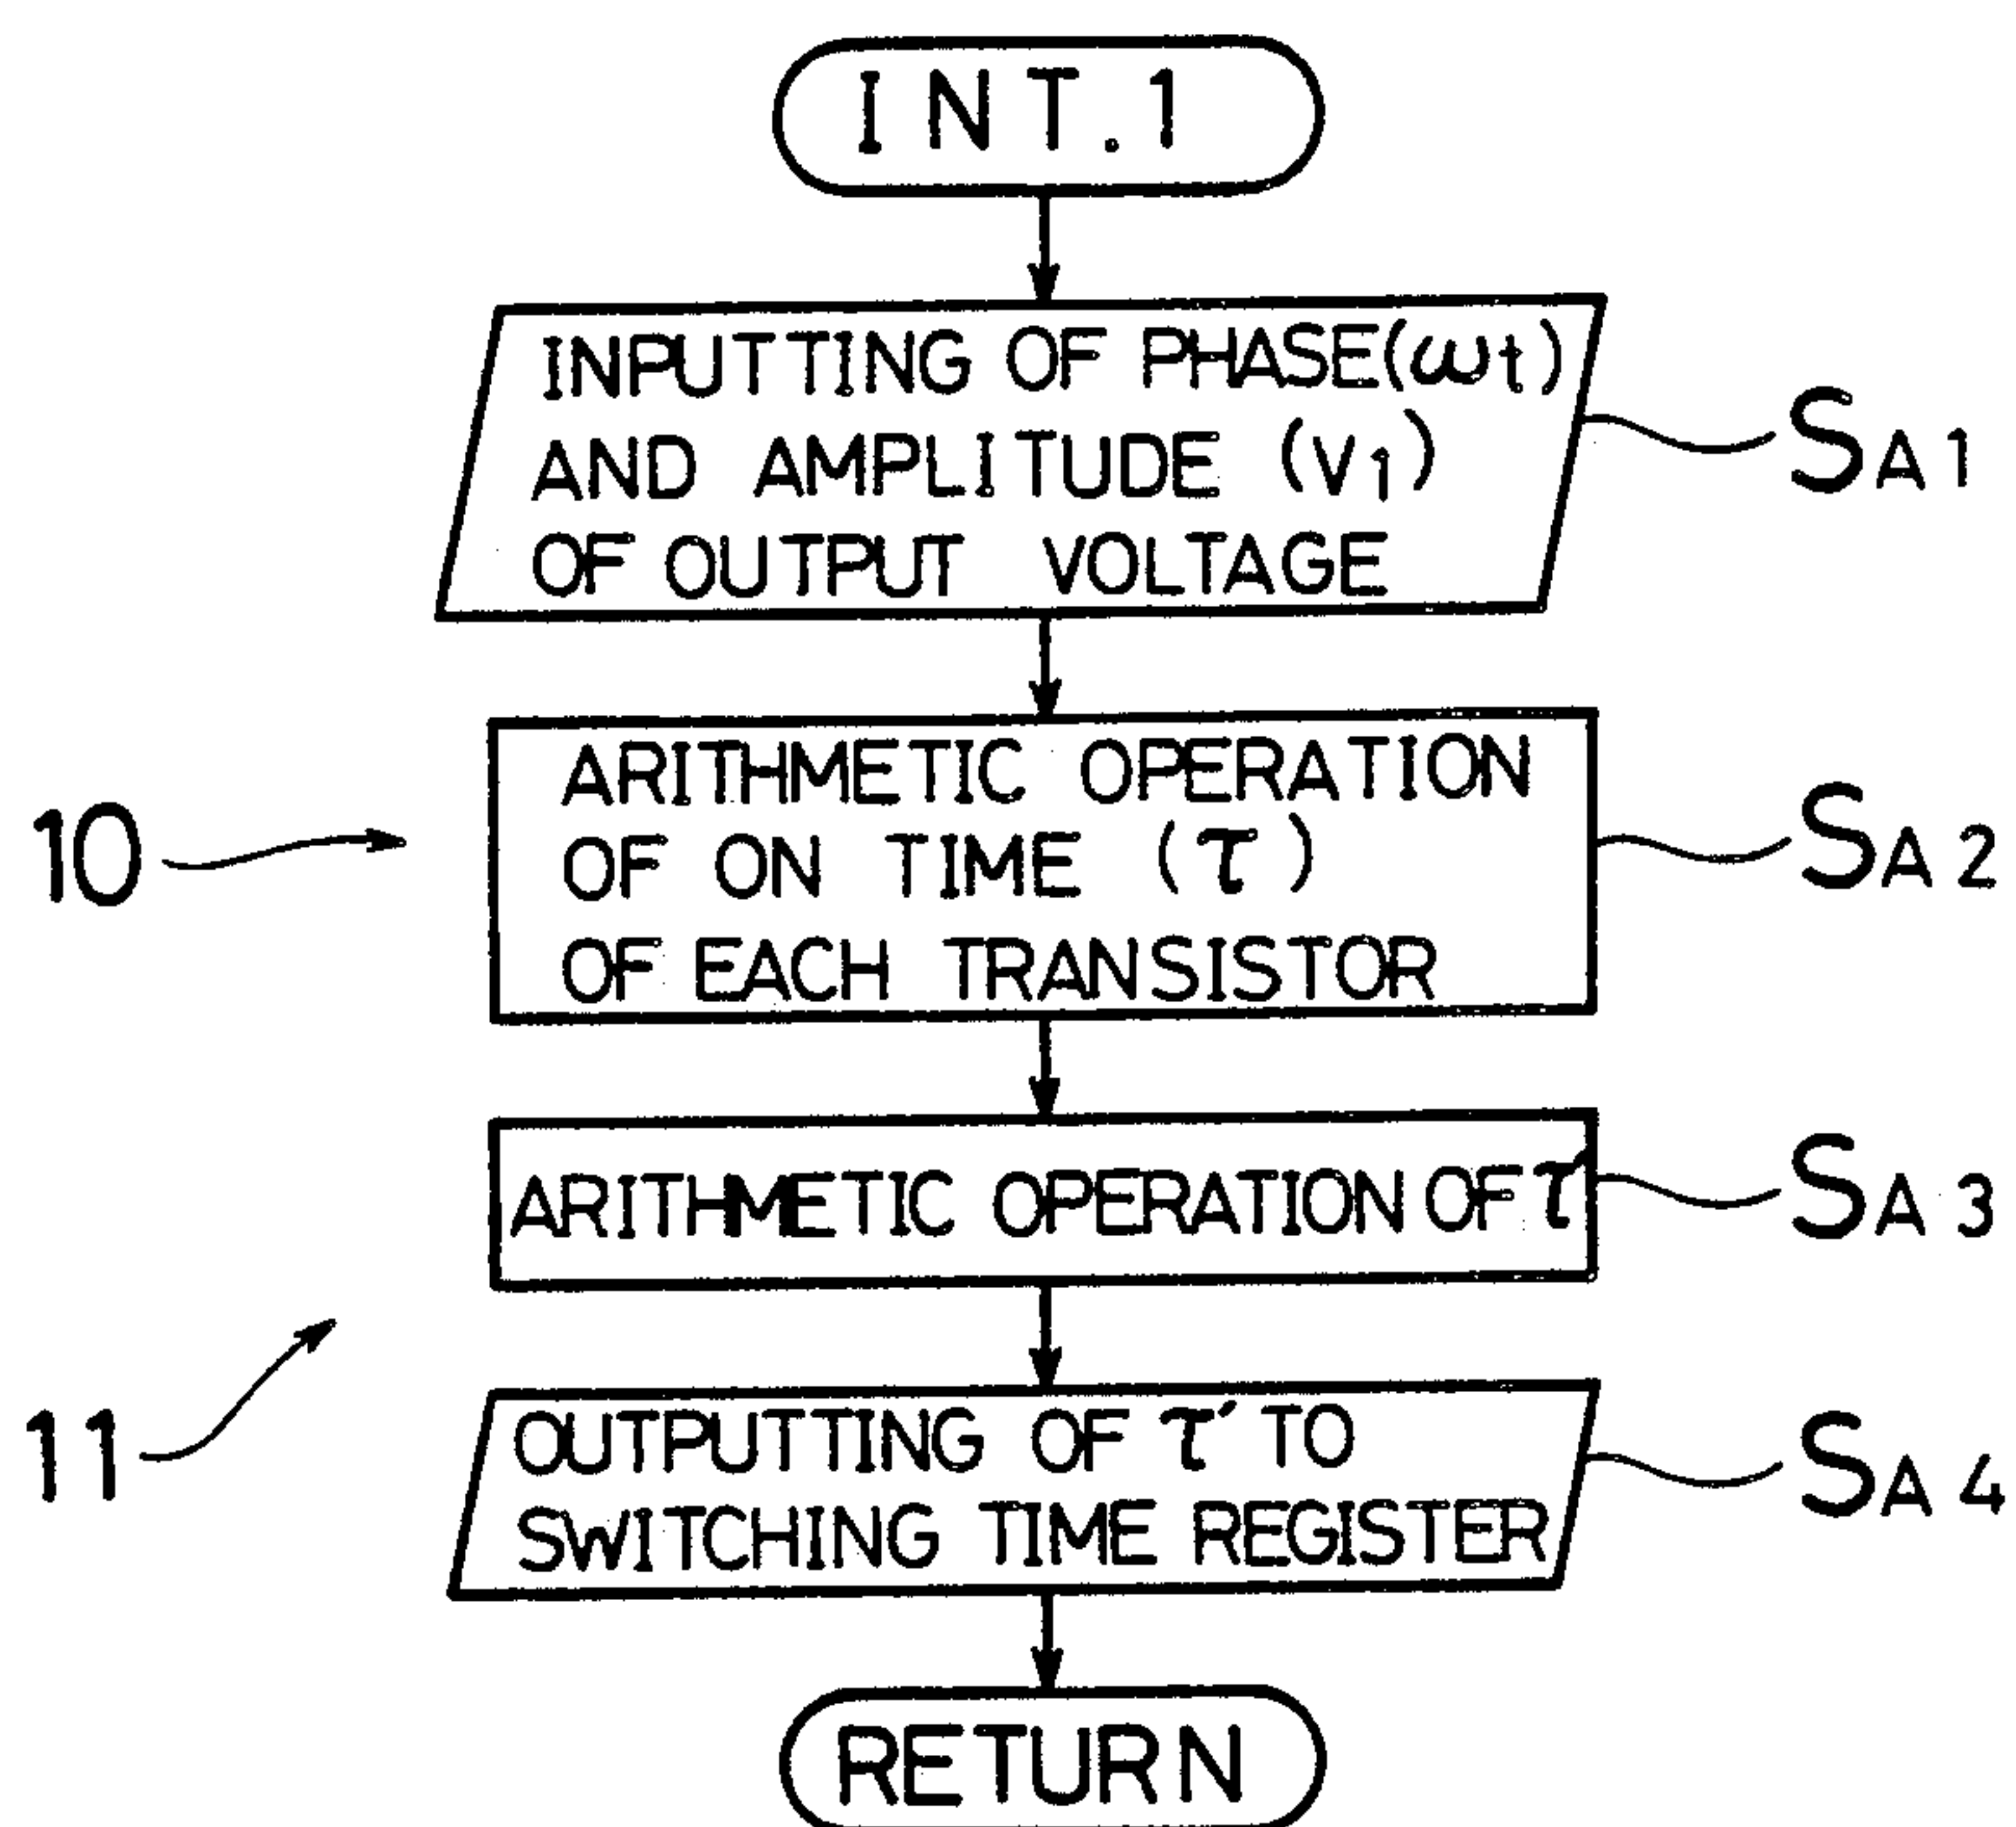 INT.1
INPUTTING OF PHASE(ωt)
AND AMPLITUDE (V1)
OF OUTPUT VOLTAGE
SA1
ARITHMETIC OPERATION
OF ON TIME (τ)
OF EACH TRANSISTOR
10
SA2
ARITHMETIC OPERATION OF τ'
SA3
11
OUTPUTTING OF τ' TO
SWITCHING TIME REGISTER
SA4
RETURN